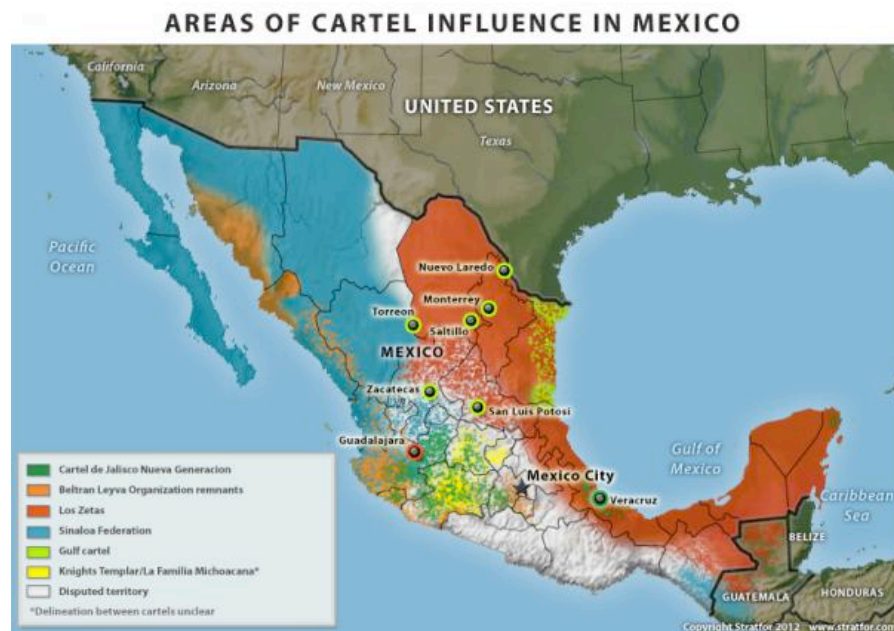 AREAS OF CARTEL INFLUENCE IN MEXICO
California
Arizona
New Mexico
UNITED STATES
Texas
Pacific
Ocean
Nuevo Laredo
Monterrey
Torreon
Saltillo
MEXICO
Zacatecas
San Luis Potosi
Guadalajara
Mexico City
Gulf of
Mexico
Veracruz
Caribbean
Sea
BELIZE
GUATEMALA
HONDURAS
Cartel de Jalisco Nueva Generacion
Beltran Leyva Organization remnants
Los Zetas
Sinaloa Federation
Gulf cartel
Knights Templar/La Familia Michoacana*
Disputed territory
*Delineation between cartels unclear
Copyright Stratfor 2012 www.stratfor.com